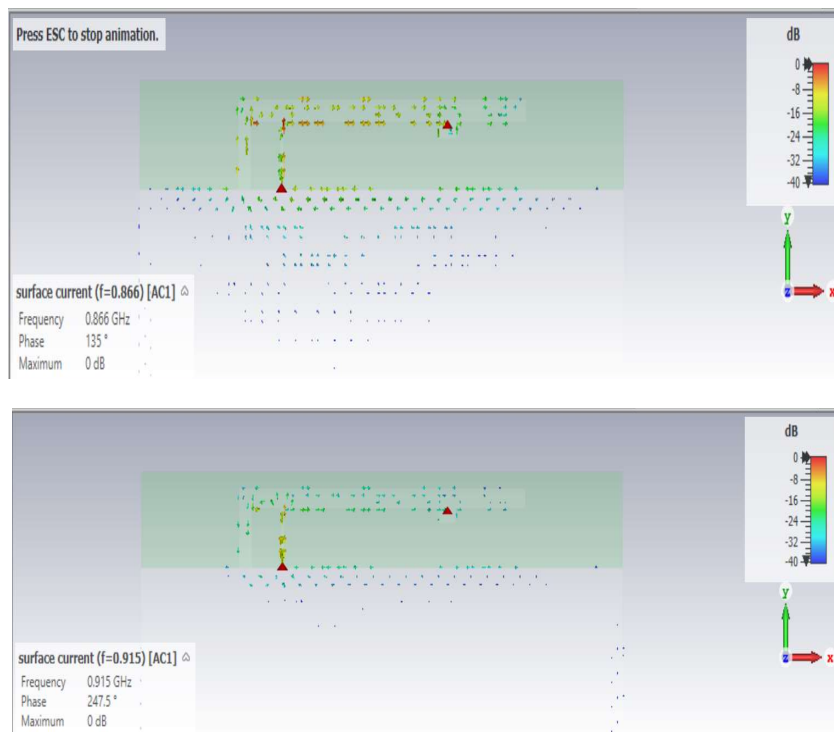 Press ESC to stop animation.
dB
0
-8
-16
-24
-32
-40
y
z
x
surface current (f=0.866) [AC1]
Frequency 0.866 GHz
Phase 135 °
Maximum 0 dB
dB
0
-8
-16
-24
-32
-40
y
z
x
surface current (f=0.915) [AC1]
Frequency 0.915 GHz
Phase 247.5 °
Maximum 0 dB